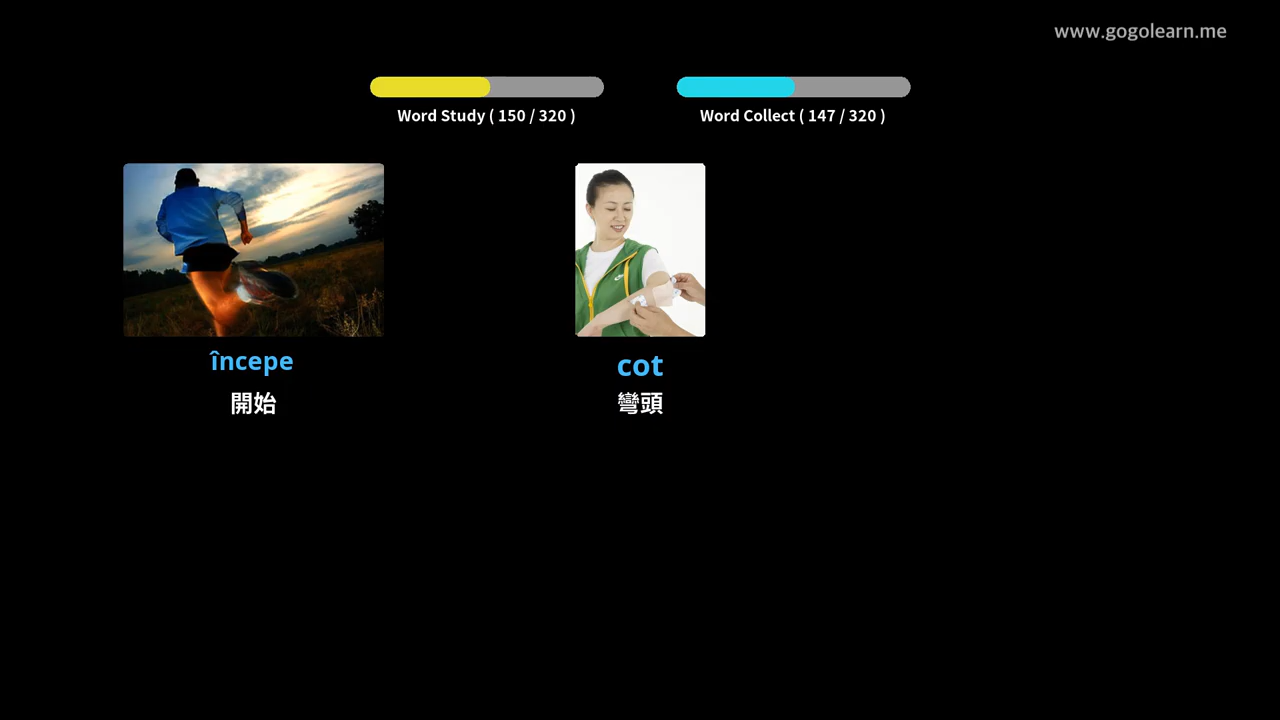 www.gogolearn.me
Word Study ( 150 / 320 )
Word Collect ( 147 / 320 )
începe
開始
cot
彎頭